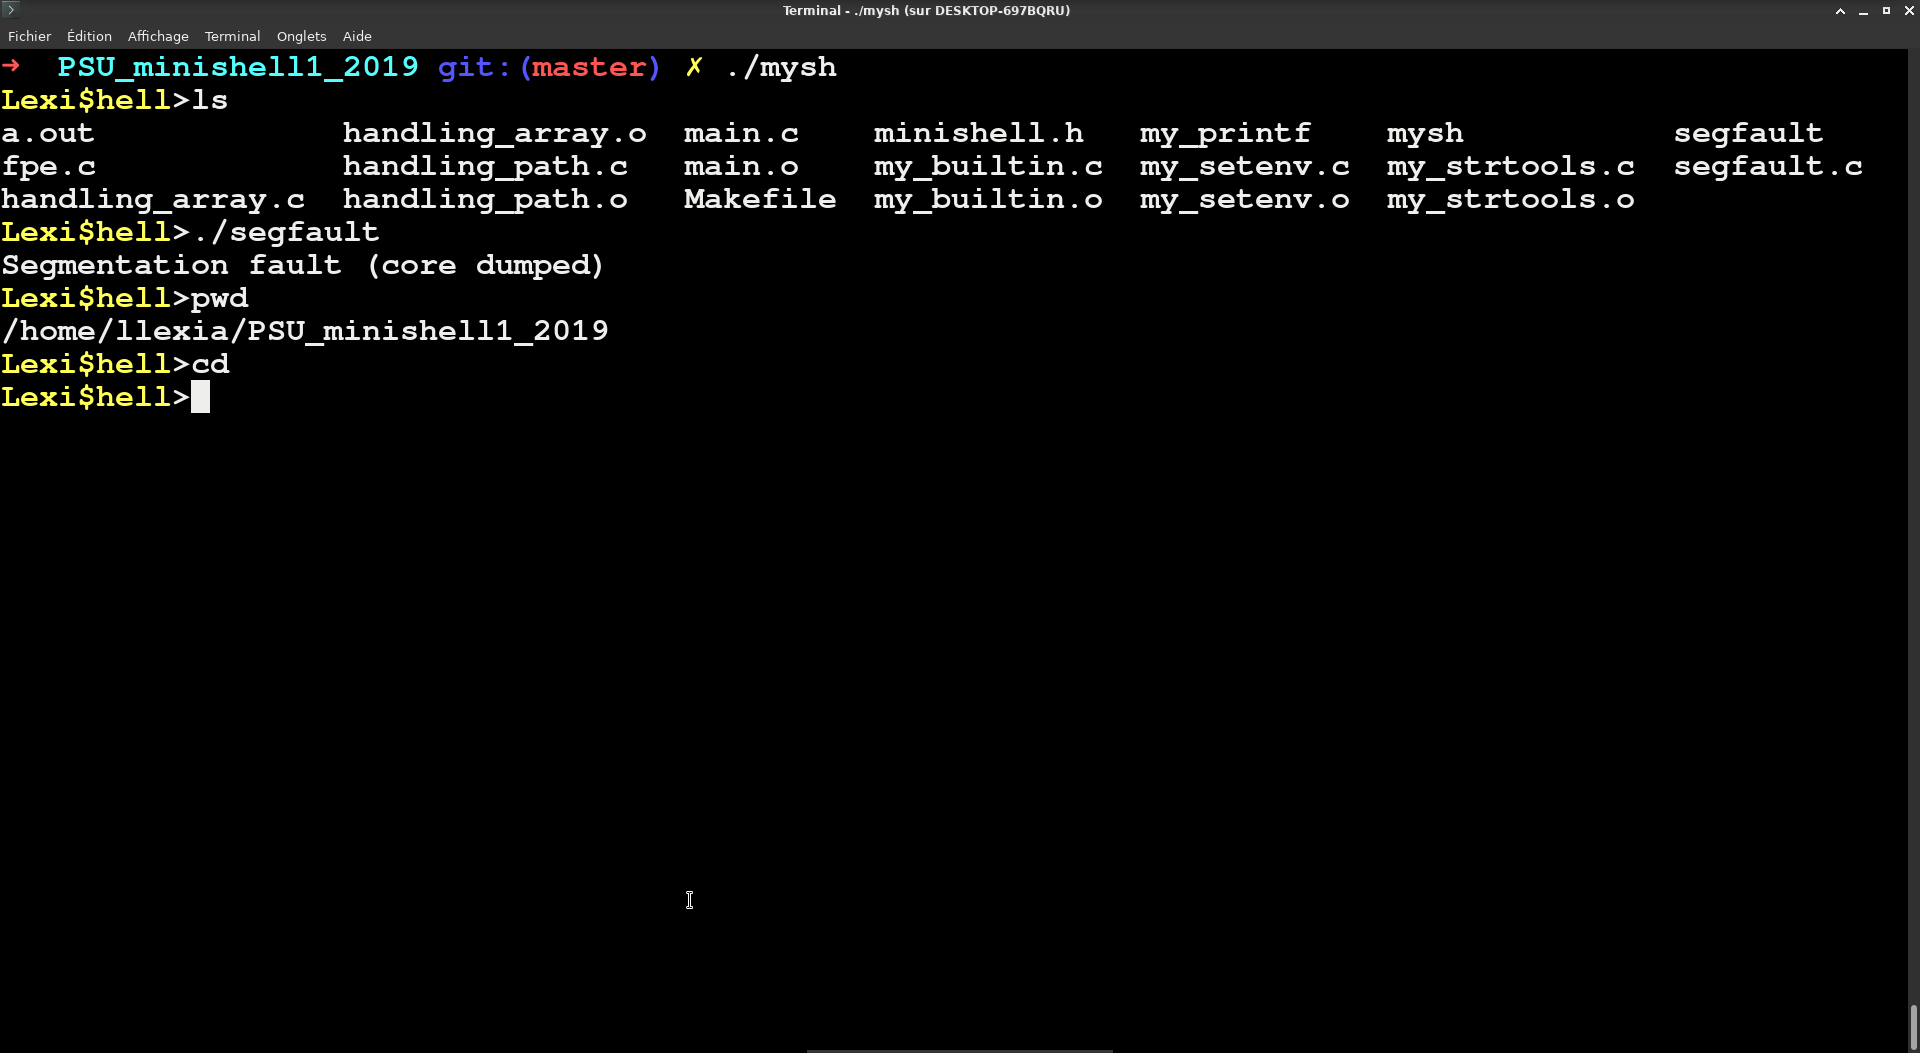 Terminal - ./mysh (sur DESKTOP-697BQRU)
Fichier Édition Affichage Terminal Onglets Aide
➜  PSU_minishell1_2019 git:(master) ✗ ./mysh
Lexi$hell>ls
a.out             handling_array.o  main.c    minishell.h   my_printf    mysh           segfault
fpe.c             handling_path.c   main.o    my_builtin.c  my_setenv.c  my_strtools.c  segfault.c
handling_array.c  handling_path.o   Makefile  my_builtin.o  my_setenv.o  my_strtools.o
Lexi$hell>./segfault
Segmentation fault (core dumped)
Lexi$hell>pwd
/home/llexia/PSU_minishell1_2019
Lexi$hell>cd
Lexi$hell>